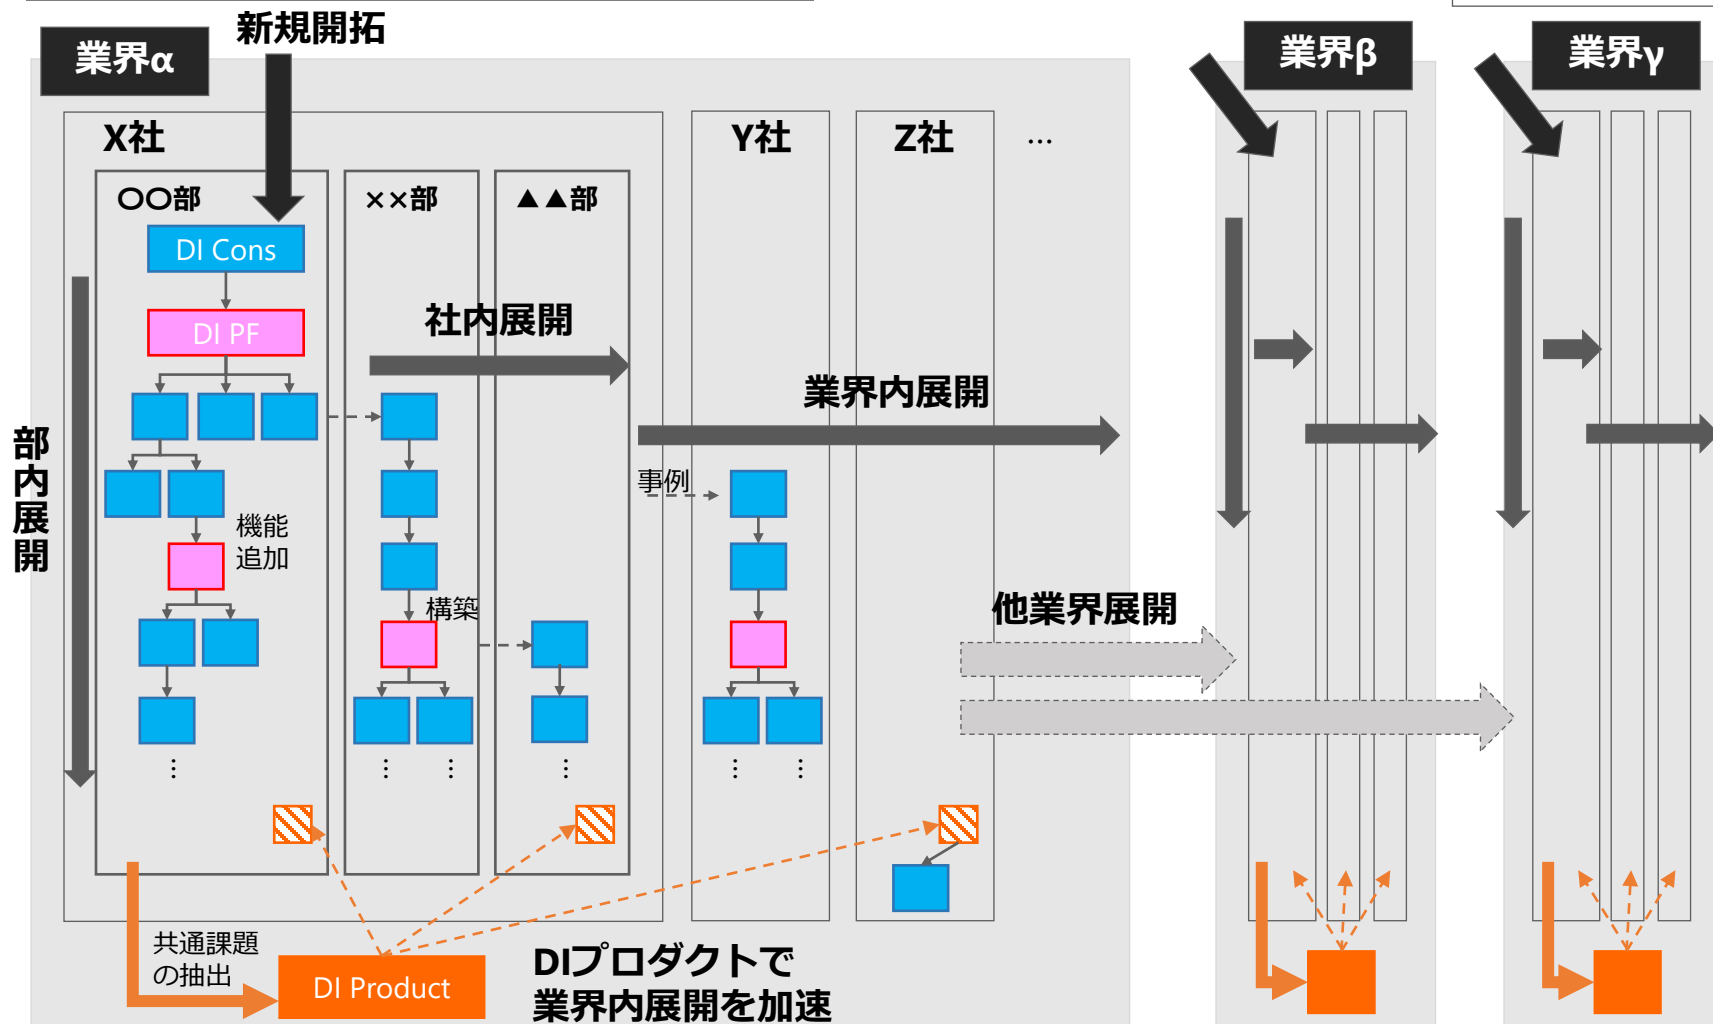 新規開拓
業界α
業界β
業界γ
X社
Y社
Z社
…
〇〇部
××部
▲▲部
DI Cons
DI PF
社内展開
業界内展開
部内展開
事例
機能
追加
構築
他業界展開
…
…
…
…
…
…
共通課題
の抽出
DI Product
DIプロダクトで
業界内展開を加速